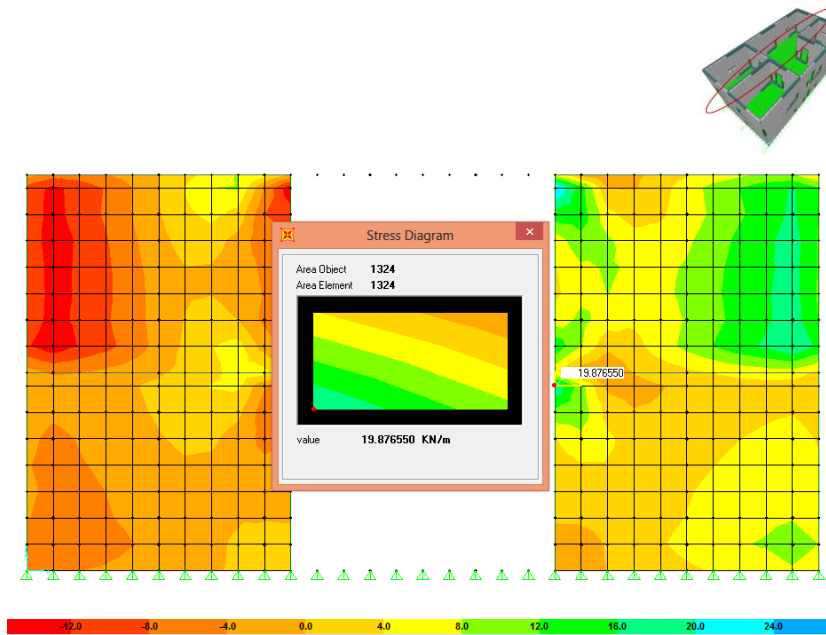 Stress Diagram
×
Area Object 1324
Area Element 1324
value 19.876550 KN/m
19.876550
-12.0 -8.0 -4.0 0.0 4.0 8.0 12.0 16.0 20.0 24.0